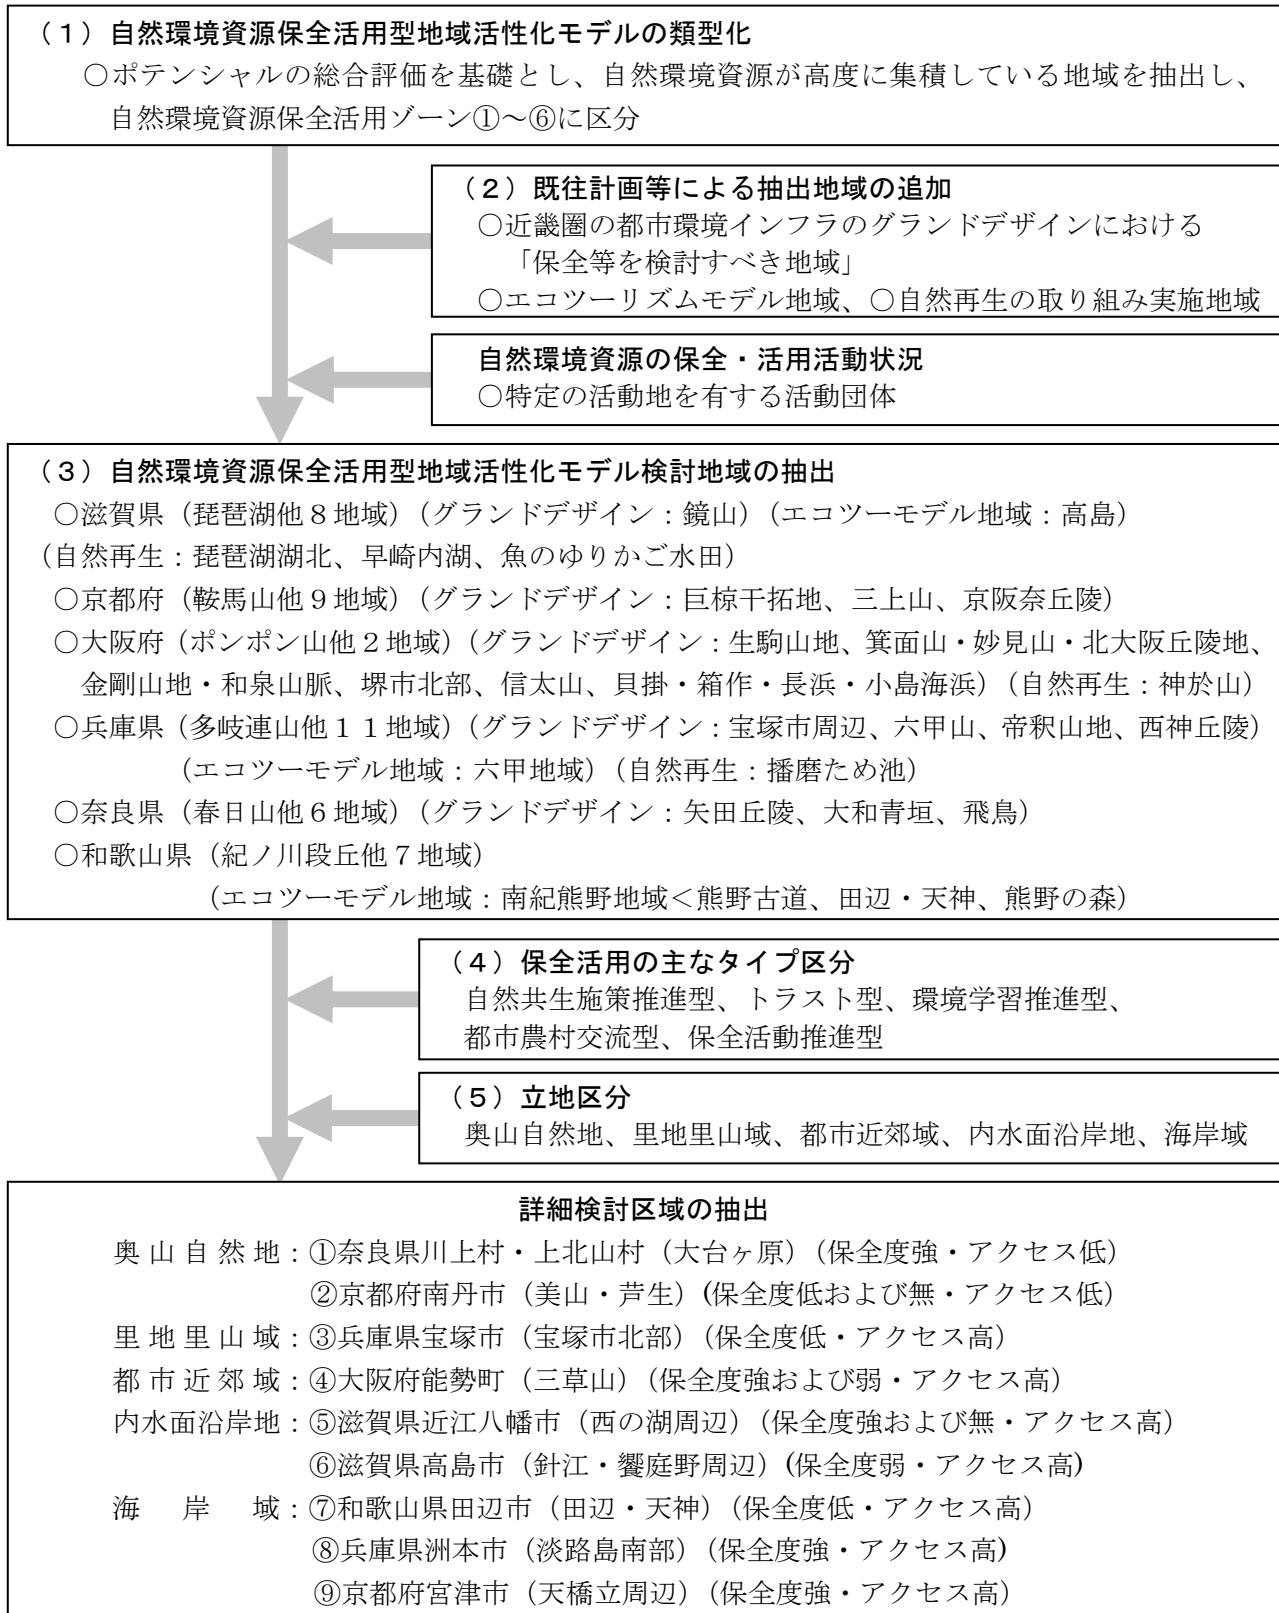 （１）自然環境資源保全活用型地域活性化モデルの類型化
○ポテンシャルの総合評価を基礎とし、自然環境資源が高度に集積している地域を抽出し、
自然環境資源保全活用ゾーン①～⑥に区分
（２）既往計画等による抽出地域の追加
○近畿圏の都市環境インフラのグランドデザインにおける
「保全等を検討すべき地域」
○エコツーリズムモデル地域、○自然再生の取り組み実施地域
自然環境資源の保全・活用活動状況
○特定の活動地を有する活動団体
（３）自然環境資源保全活用型地域活性化モデル検討地域の抽出
○滋賀県（琵琶湖他８地域）（グランドデザイン：鏡山）（エコツーモデル地域：高島）
（自然再生：琵琶湖湖北、早崎内湖、魚のゆりかご水田）
○京都府（鞍馬山他９地域）（グランドデザイン：巨椋干拓地、三上山、京阪奈丘陵）
○大阪府（ポンポン山他２地域）（グランドデザイン：生駒山地、箕面山・妙見山・北大阪丘陵地、
金剛山地・和泉山脈、堺市北部、信太山、貝掛・箱作・長浜・小島海浜）（自然再生：神於山）
○兵庫県（多岐連山他１１地域）（グランドデザイン：宝塚市周辺、六甲山、帝釈山地、西神丘陵）
（エコツーモデル地域：六甲地域）（自然再生：播磨ため池）
○奈良県（春日山他６地域）（グランドデザイン：矢田丘陵、大和青垣、飛鳥）
○和歌山県（紀ノ川段丘他７地域）
（エコツーモデル地域：南紀熊野地域＜熊野古道、田辺・天神、熊野の森）
（４）保全活用の主なタイプ区分
自然共生施策推進型、トラスト型、環境学習推進型、
都市農村交流型、保全活動推進型
（５）立地区分
奥山自然地、里地里山域、都市近郊域、内水面沿岸地、海岸域
詳細検討区域の抽出
奥山自然地：①奈良県川上村・上北山村（大台ヶ原）（保全度強・アクセス低）
②京都府南丹市（美山・芦生）(保全度低および無・アクセス低）
里地里山域：③兵庫県宝塚市（宝塚市北部）（保全度低・アクセス高）
都市近郊域：④大阪府能勢町（三草山）（保全度強および弱・アクセス高）
内水面沿岸地：⑤滋賀県近江八幡市（西の湖周辺）（保全度強および無・アクセス高）
⑥滋賀県高島市（針江・饗庭野周辺）(保全度弱・アクセス高)
海岸域：⑦和歌山県田辺市（田辺・天神）（保全度低・アクセス高）
⑧兵庫県洲本市（淡路島南部）（保全度強・アクセス高)
⑨京都府宮津市（天橋立周辺）（保全度強・アクセス高）